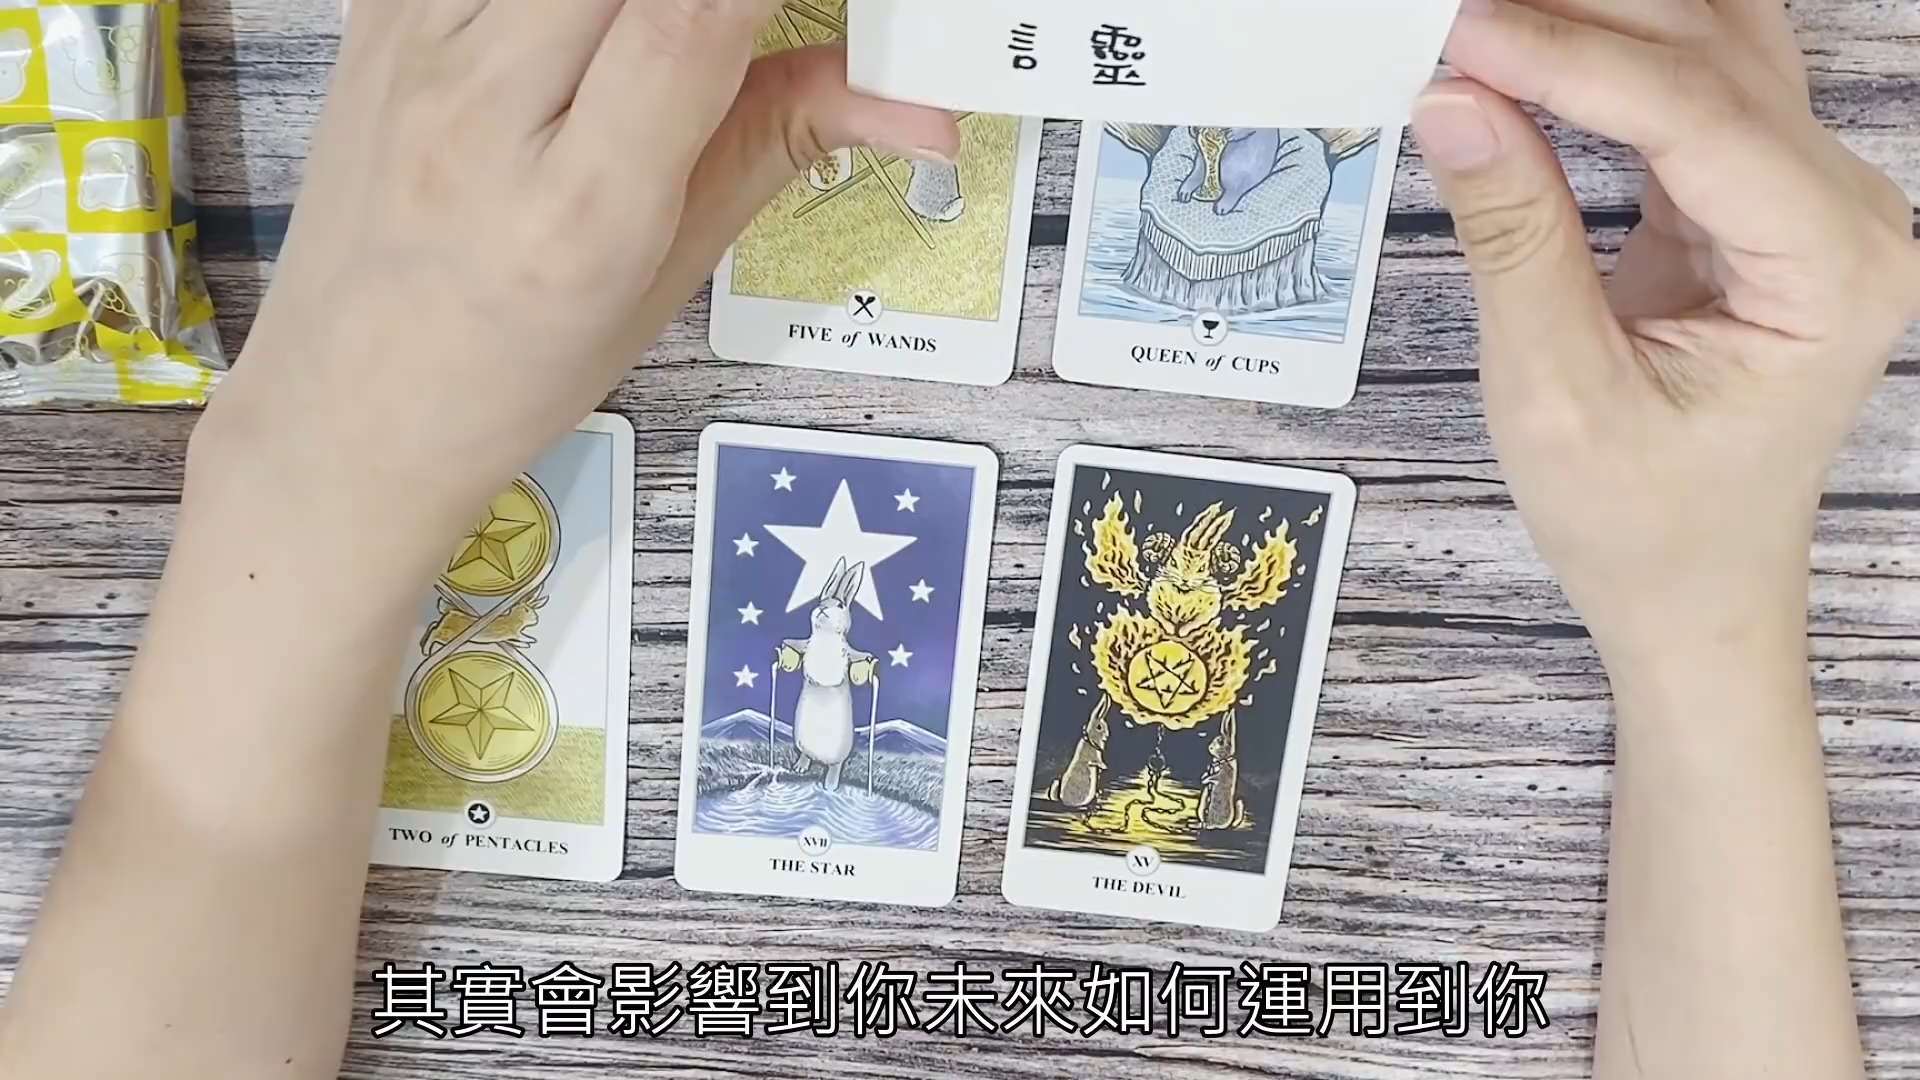 言 靈
FIVE of WANDS
QUEEN of CUPS
TWO of PENTACLES
XVII
THE STAR
XV
THE DEVIL
其實會影響到你未來如何運用到你